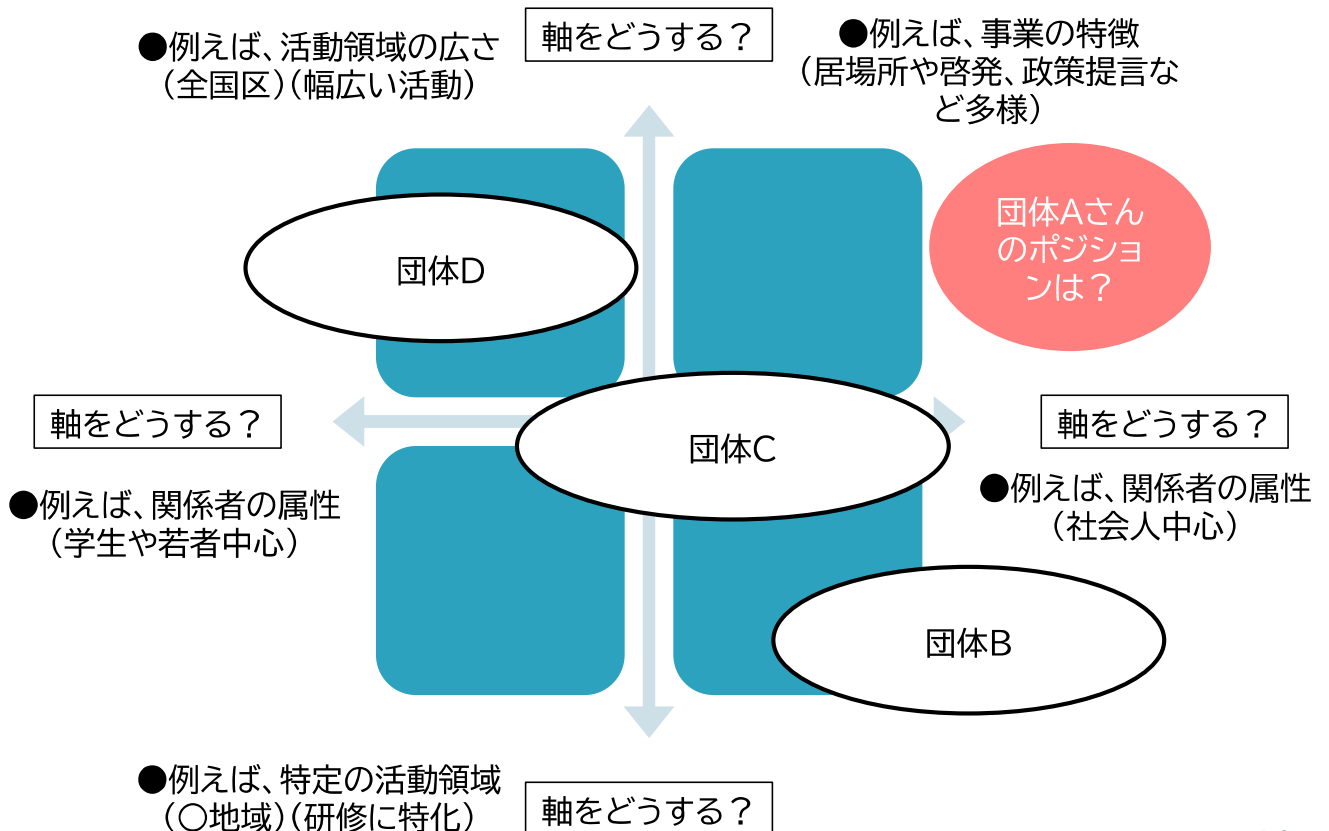 ●例えば、活動領域の広さ
（全国区）（幅広い活動）
軸をどうする？
●例えば、事業の特徴
（居場所や啓発、政策提言な
ど多様）
団体Aさん
のポジショ
ンは？
団体D
軸をどうする？
団体C
軸をどうする？
●例えば、関係者の属性
（学生や若者中心）
●例えば、関係者の属性
（社会人中心）
団体B
●例えば、特定の活動領域
（〇地域）（研修に特化）
軸をどうする？